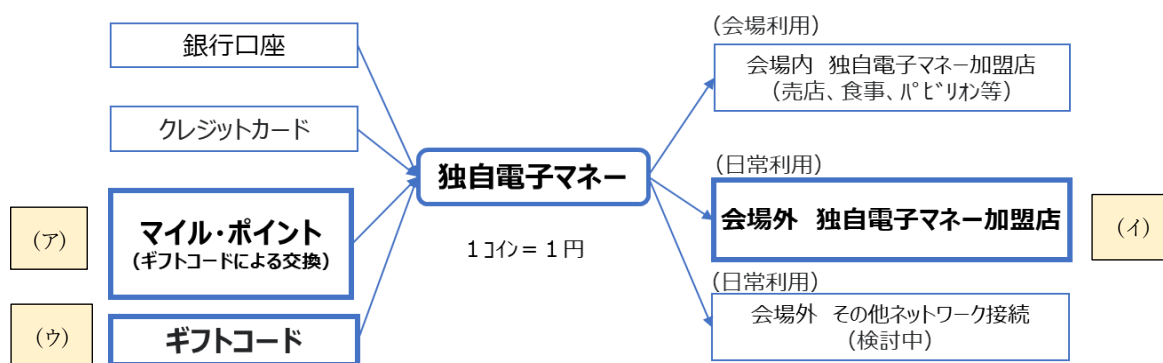 銀行口座
クレジットカード
(ア)
マイル・ポイント
(ギフトコードによる交換)
(ウ)
ギフトコード
独自電子マネー
1コイン=1円
(会場利用)
会場内 独自電子マネー加盟店
(売店、食事、パビリオン等)
(日常利用)
会場外 独自電子マネー加盟店
(イ)
(日常利用)
会場外 その他ネットワーク接続
(検討中)